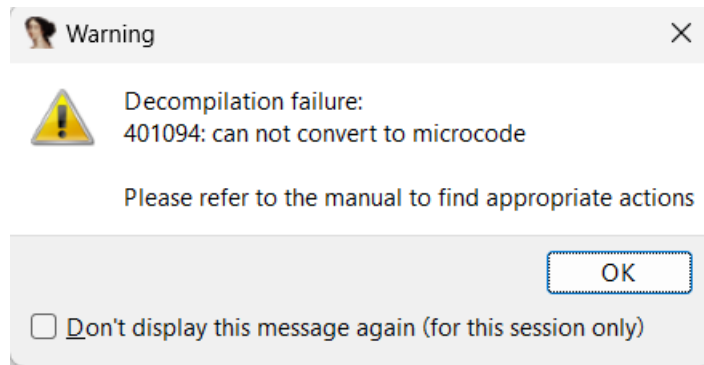 Warning
Decompilation failure:
401094: can not convert to microcode
Please refer to the manual to find appropriate actions
OK
Don't display this message again (for this session only)